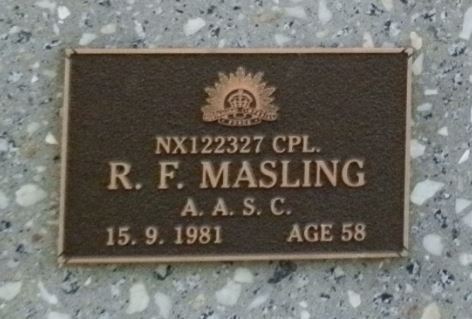 NX122327 CPL.
R. F. MASLING
A. A. S. C.
15. 9. 1981 AGE 58